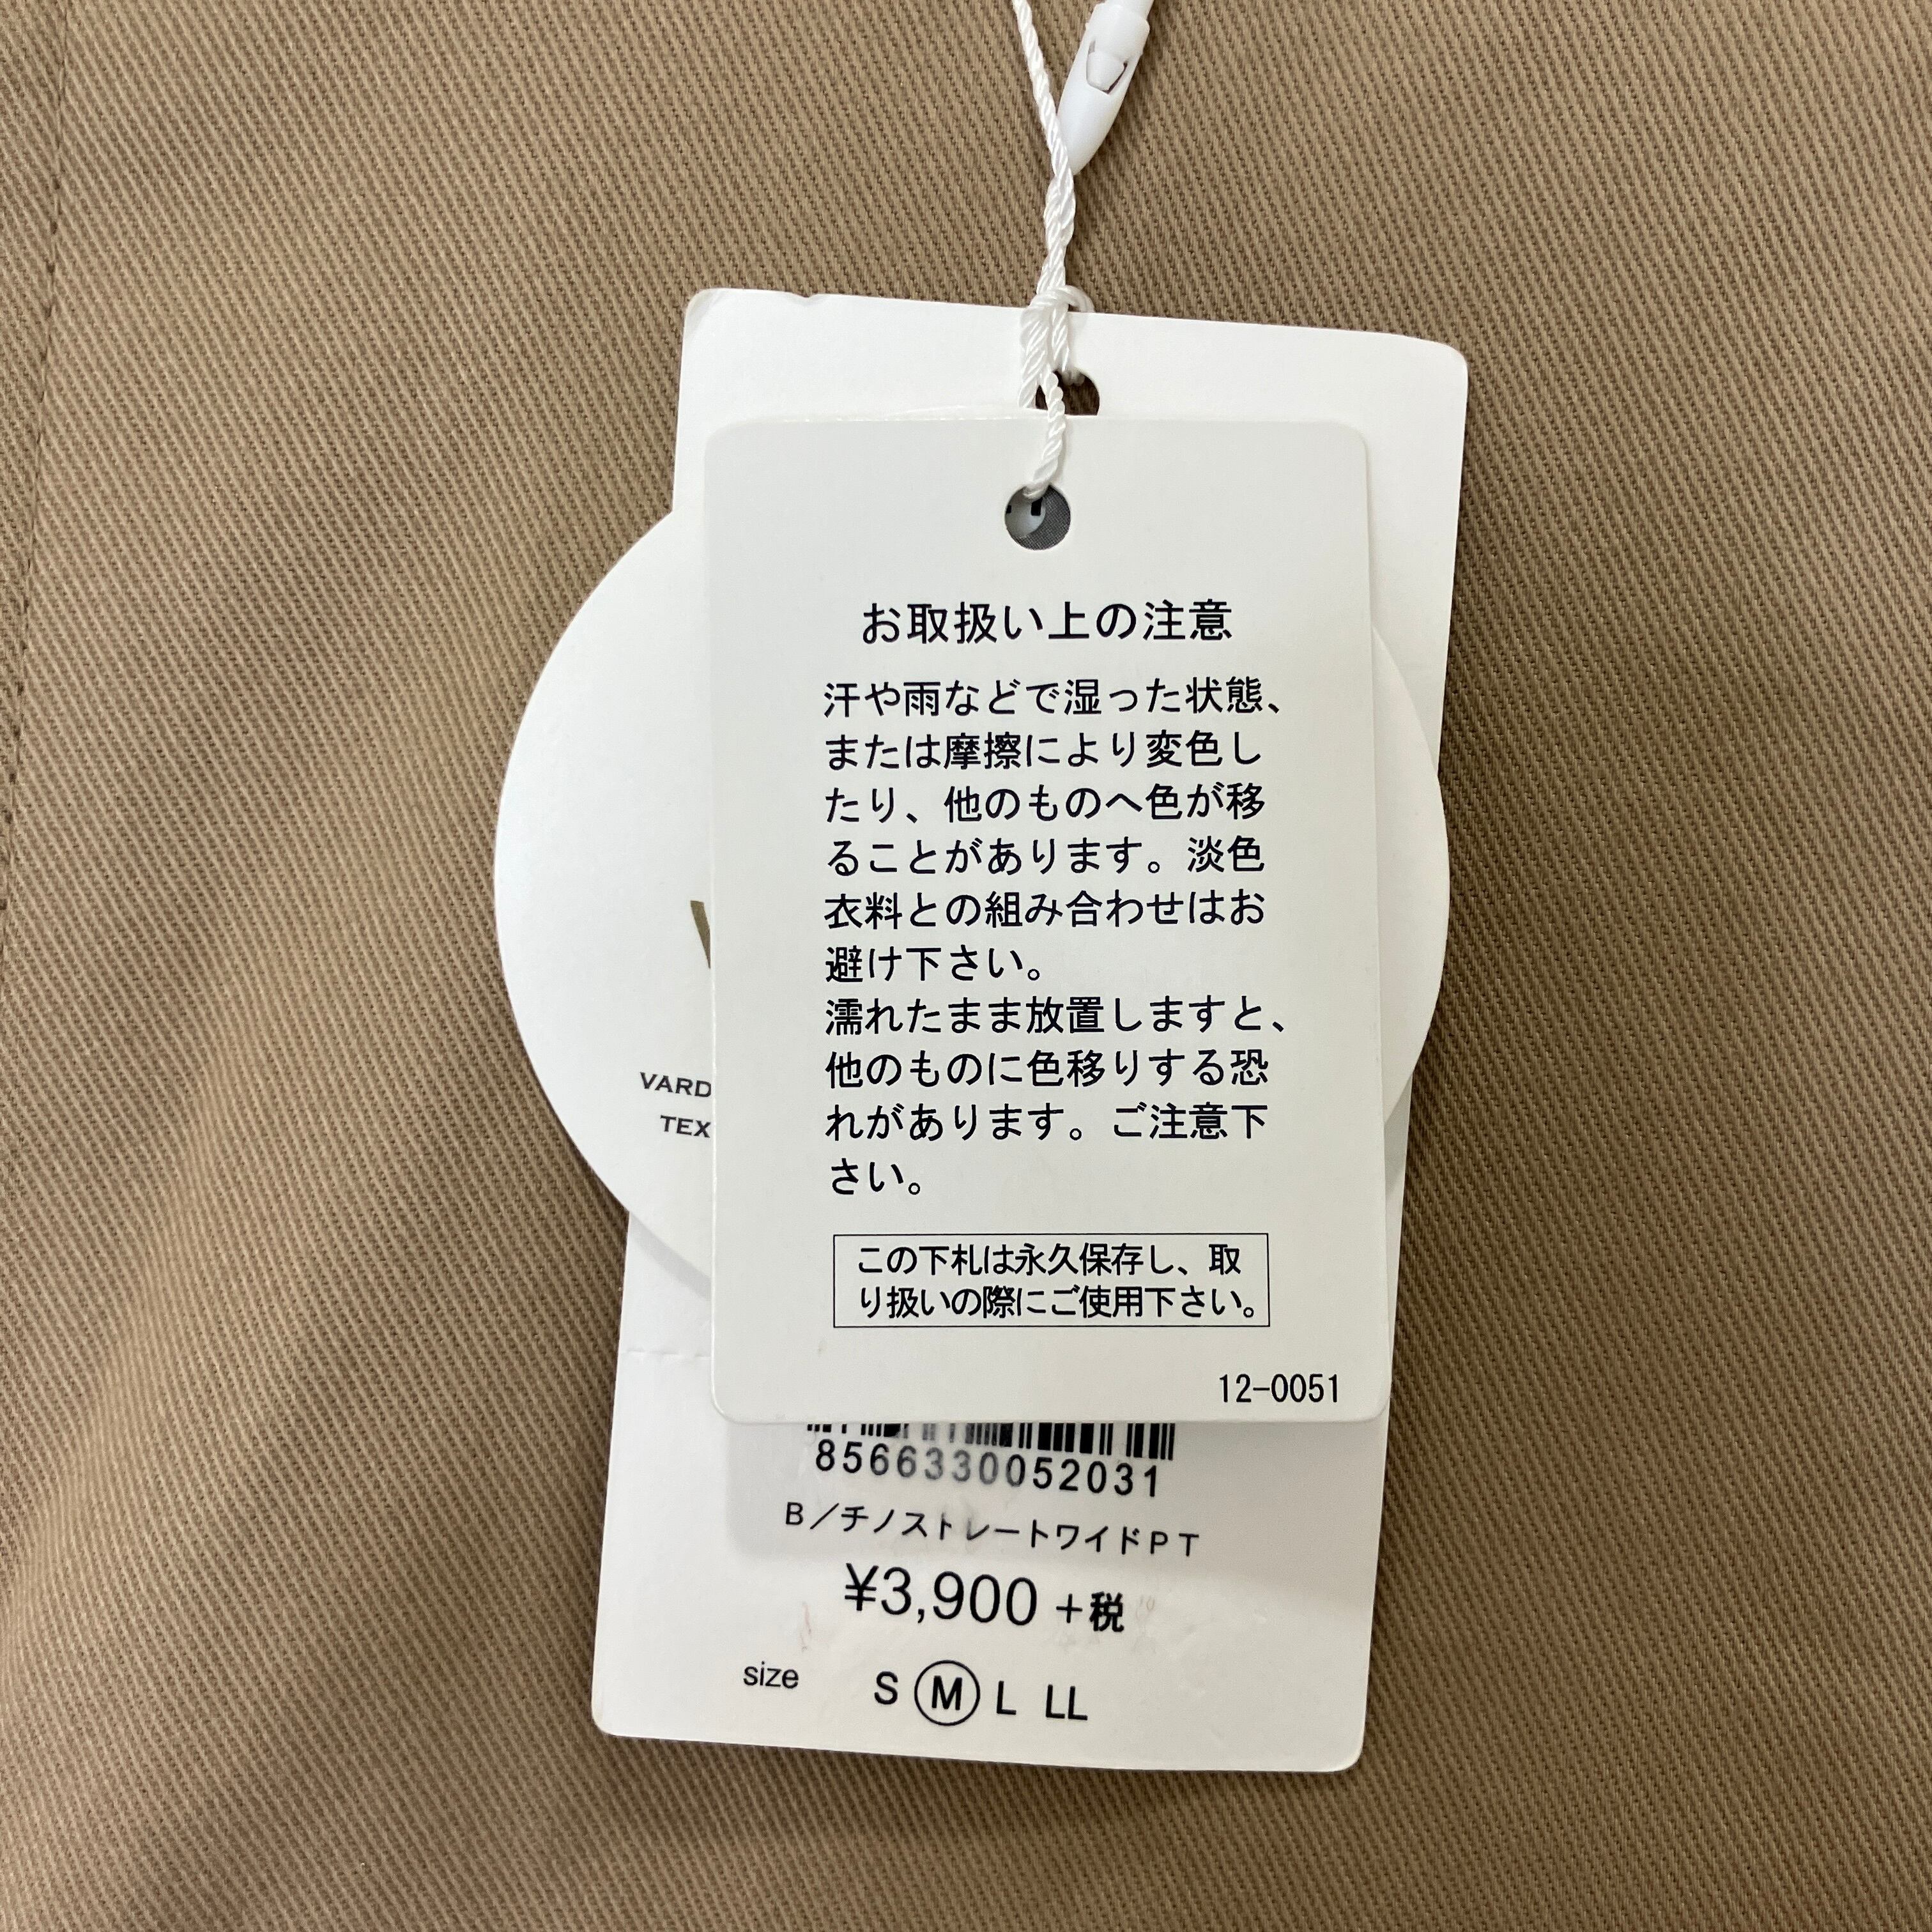 お取扱い上の注意
汗や雨などで湿った状態、
または摩擦により変色し
たり、他のものへ色が移
ることがあります。淡色
衣料との組み合わせはお
避け下さい。
濡れたまま放置しますと、
他のものに色移りする恐
れがあります。ご注意下
さい。
この下札は永久保存し、取
り扱いの際にご使用下さい。
12-0051
VARD
TEX
8566330052031
B／チノストレートワイドPT
¥3,900 +税
size S M L LL